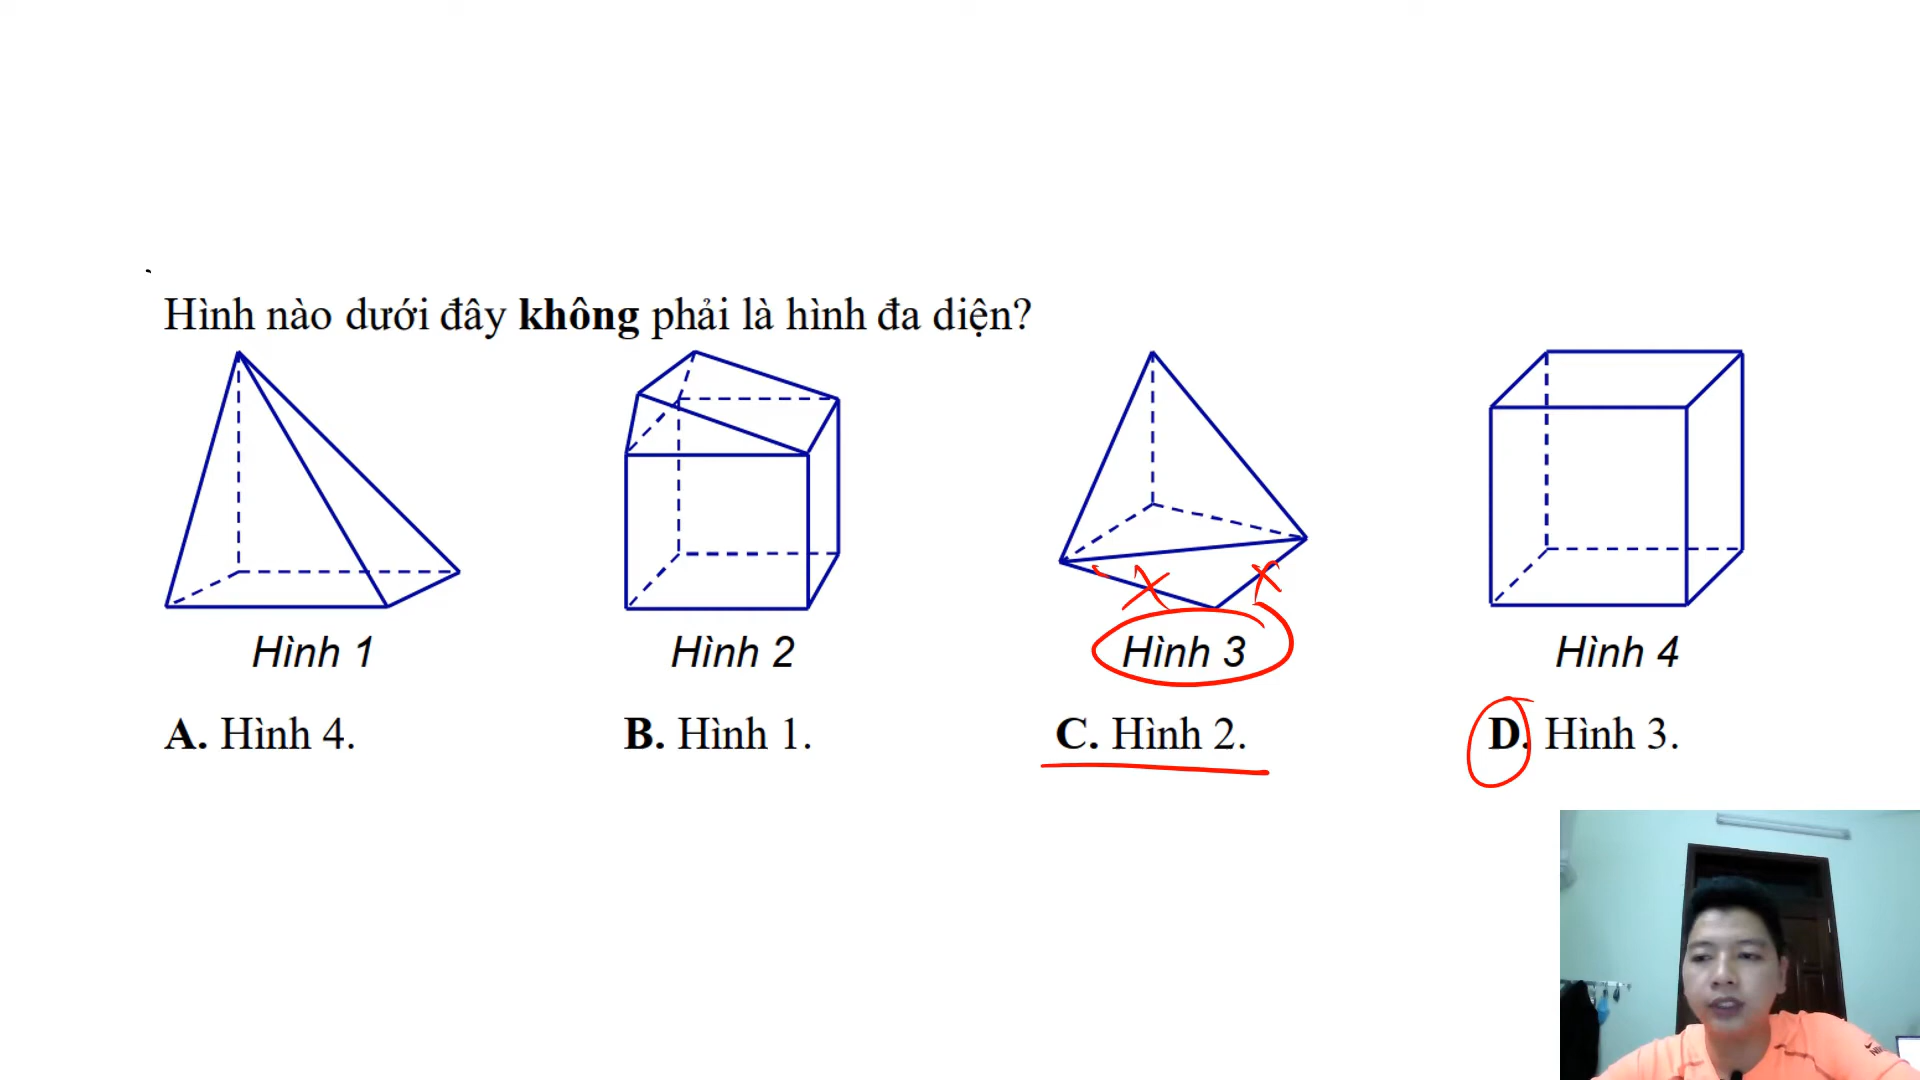 Hình nào dưới đây không phải là hình đa diện?
Hình 1 Hình 2 Hình 3 Hình 4
A. Hình 4. B. Hình 1. C. Hình 2. D. Hình 3.